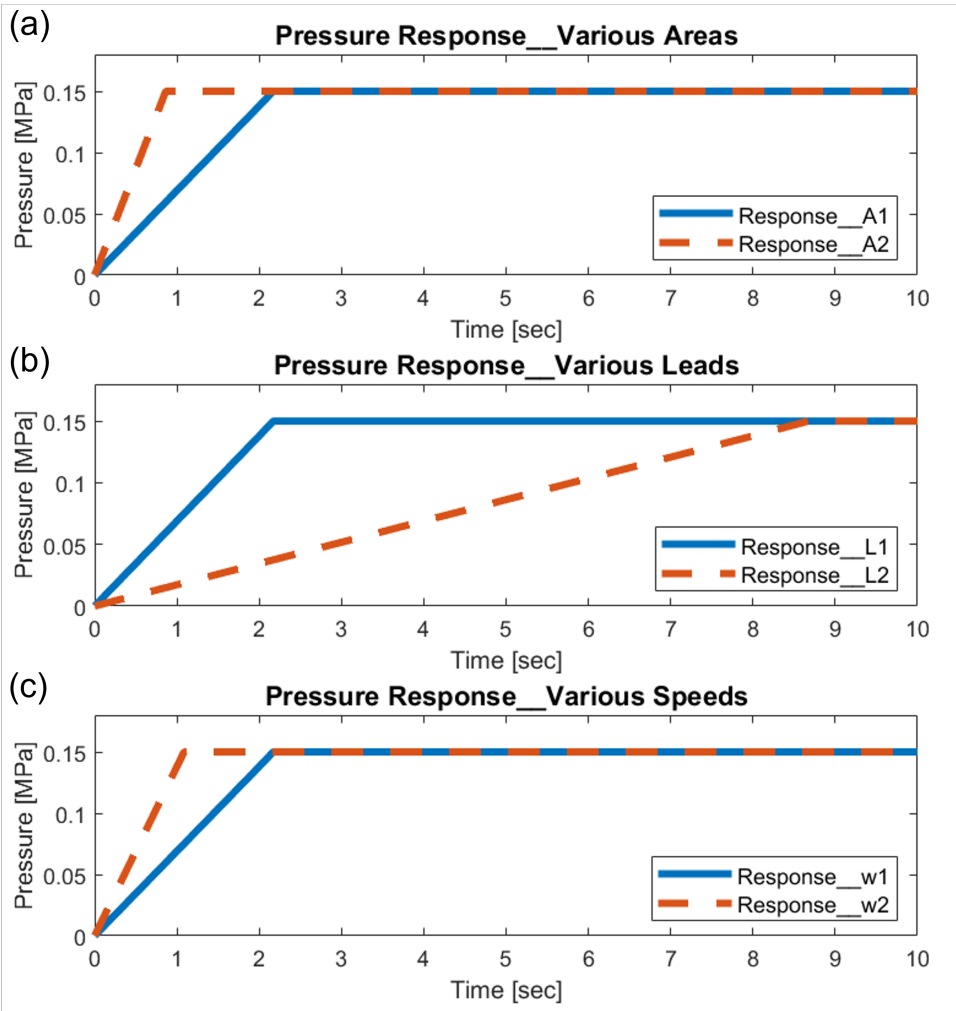 (a)
Pressure Response__Various Areas
Pressure [MPa]
0.15
0.1
0.05
0
0 1 2 3 4 5 6 7 8 9 10
Time [sec]
Response__A1
Response__A2
(b)
Pressure Response__Various Leads
Pressure [MPa]
0.15
0.1
0.05
0
0 1 2 3 4 5 6 7 8 9 10
Time [sec]
Response__L1
Response__L2
(c)
Pressure Response__Various Speeds
Pressure [MPa]
0.15
0.1
0.05
0
0 1 2 3 4 5 6 7 8 9 10
Time [sec]
Response__w1
Response__w2